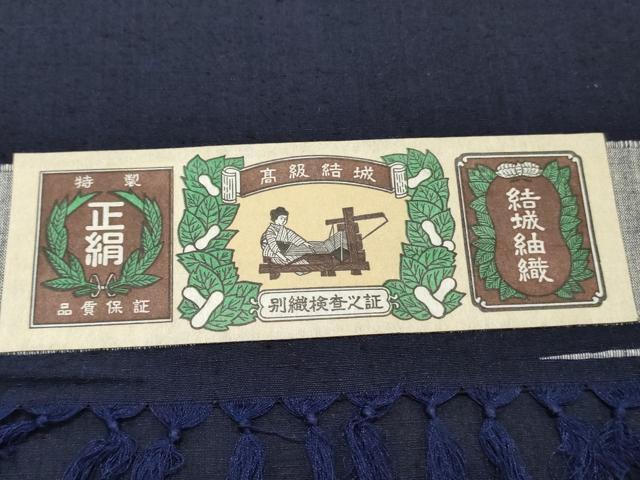 特製
正絹
品質保証
高級結城
別織検査之証
結城紬織